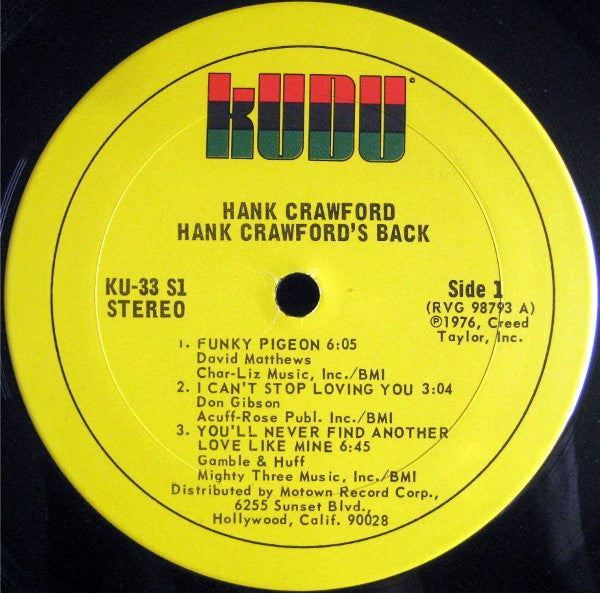 kUDU©
HANK CRAWFORD
HANK CRAWFORD'S BACK
KU-33 S1
STEREO
Side 1
(RVG 98793 A)
℗1976, Creed
Taylor, Inc.
1. FUNKY PIGEON 6:05
David Matthews
Char-Liz Music, Inc./BMI
2. I CAN'T STOP LOVING YOU 3:04
Don Gibson
Acuff-Rose Publ. Inc./BMI
3. YOU'LL NEVER FIND ANOTHER
LOVE LIKE MINE 6:45
Gamble & Huff
Mighty Three Music, Inc./BMI
Distributed by Motown Record Corp.,
6255 Sunset Blvd.,
Hollywood, Calif. 90028